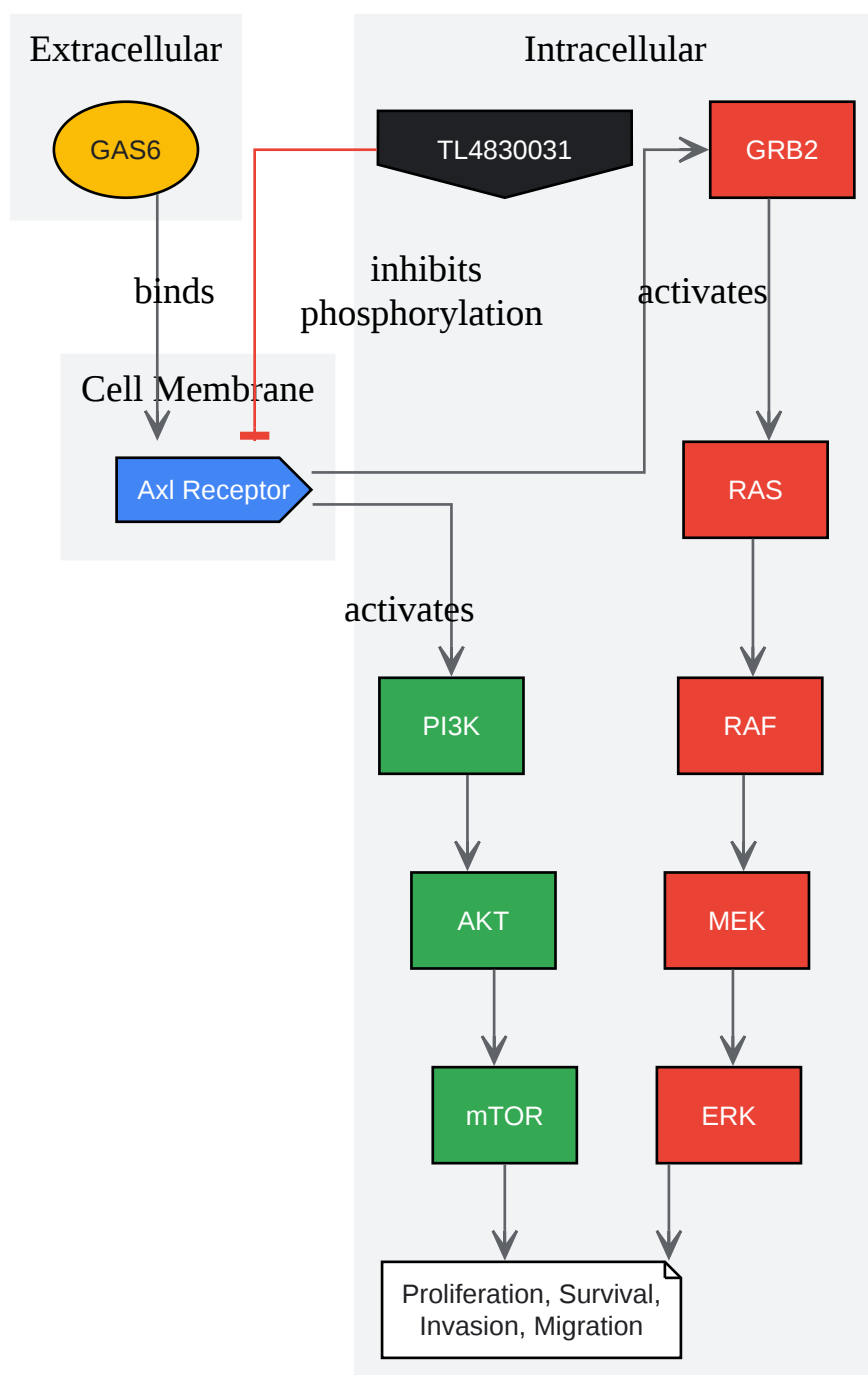 Extracellular
Intracellular
GAS6
TL4830031
GRB2
binds
inhibits
phosphorylation
activates
Cell Membrane
Axl Receptor
RAS
activates
PI3K
RAF
AKT
MEK
mTOR
ERK
Proliferation, Survival,
Invasion, Migration